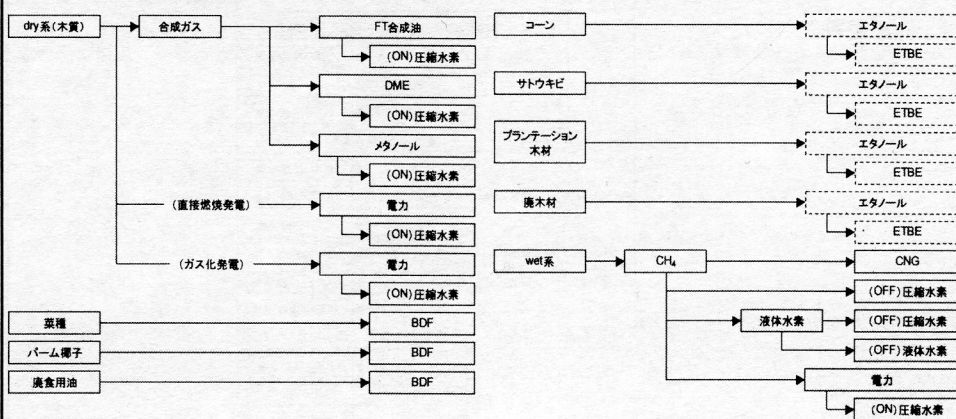 dry系(木質)
合成ガス
FT合成油
(ON)圧縮水素
DME
(ON)圧縮水素
メタノール
(ON)圧縮水素
(直接燃焼発電)
電力
(ON)圧縮水素
(ガス化発電)
電力
(ON)圧縮水素
菜種
BDF
パーム椰子
BDF
廃食用油
BDF
コーン
エタノール
ETBE
サトウキビ
エタノール
ETBE
プランテーション
木材
エタノール
ETBE
廃木材
エタノール
ETBE
wet系
CH₄
CNG
(OFF)圧縮水素
液体水素
(OFF)圧縮水素
(OFF)液体水素
電力
(ON)圧縮水素